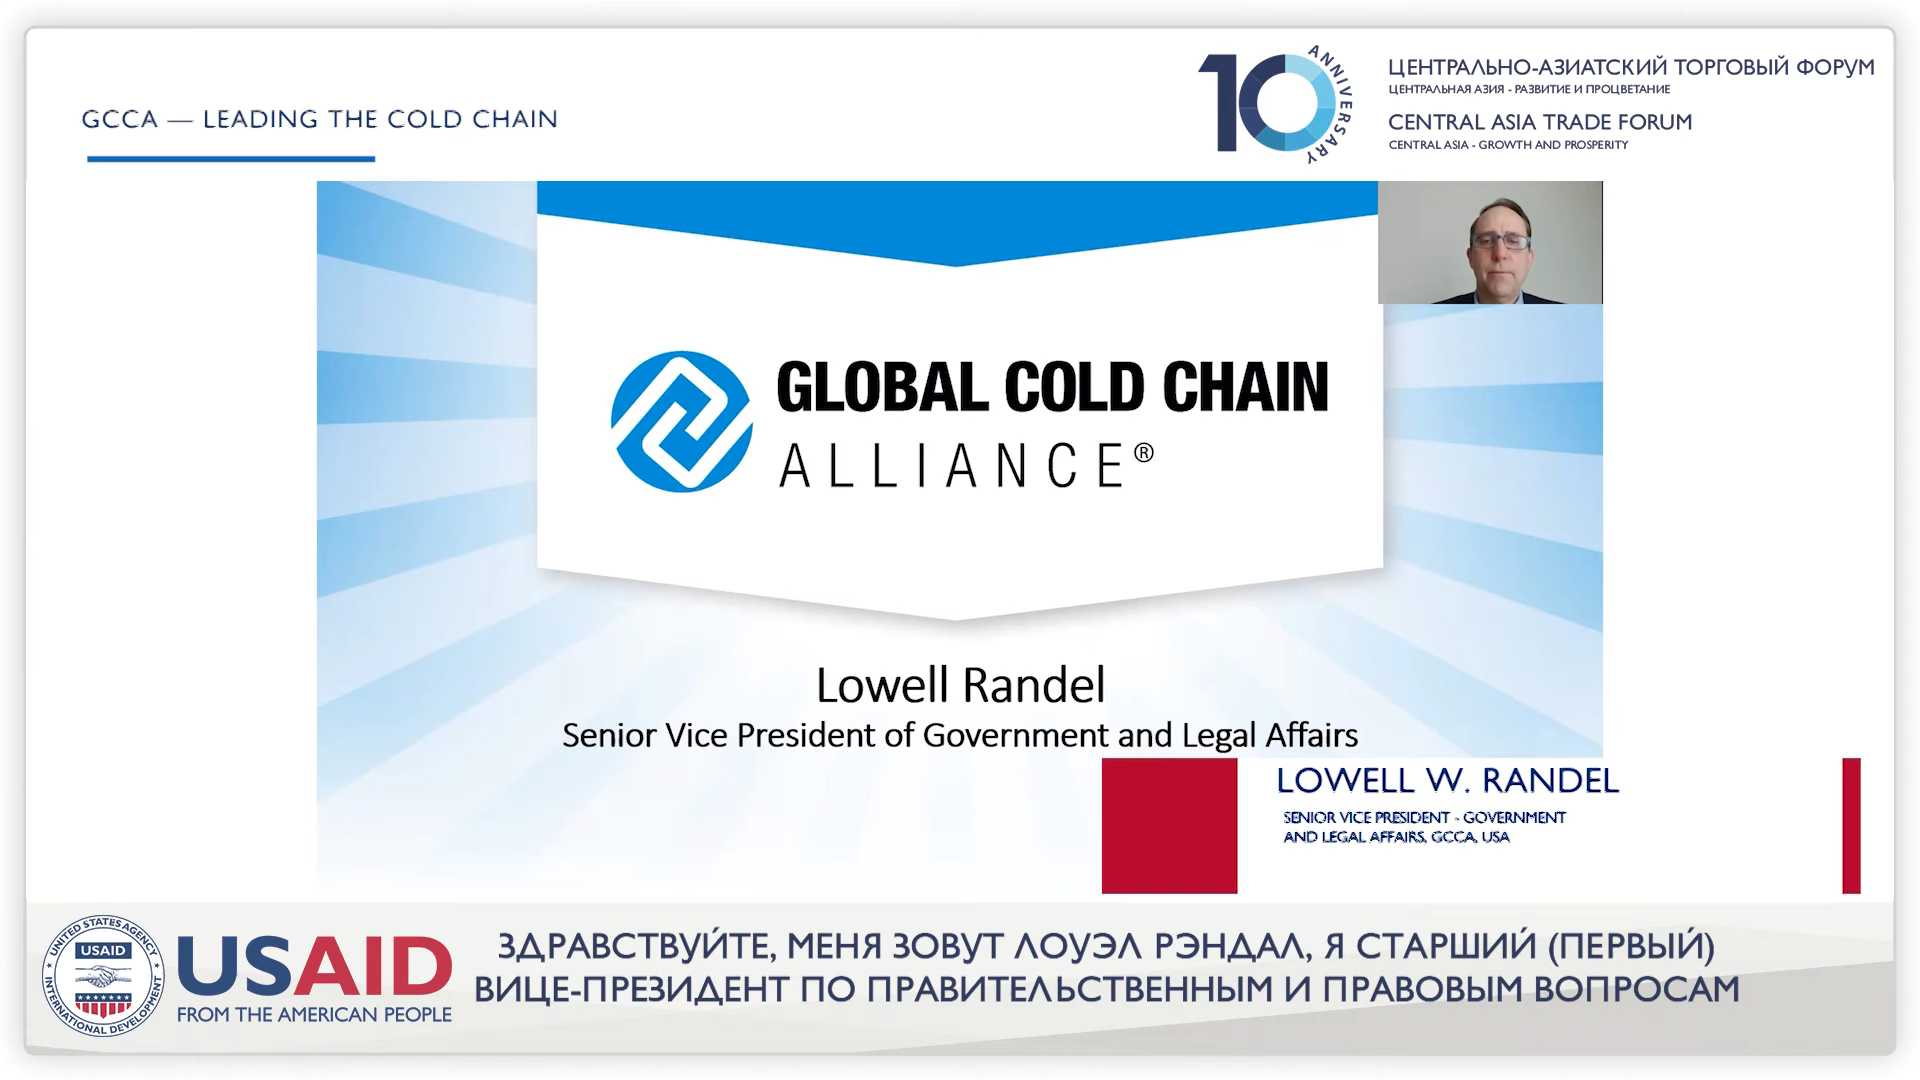 GCCA — LEADING THE COLD CHAIN
10 ANNIVERSARY
ЦЕНТРАЛЬНО-АЗИАТСКИЙ ТОРГОВЫЙ ФОРУМ
ЦЕНТРАЛЬНАЯ АЗИЯ - РАЗВИТИЕ И ПРОЦВЕТАНИЕ
CENTRAL ASIA TRADE FORUM
CENTRAL ASIA - GROWTH AND PROSPERITY
GLOBAL COLD CHAIN
ALLIANCE®
Lowell Randel
Senior Vice President of Government and Legal Affairs
LOWELL W. RANDEL
SENIOR VICE PRESIDENT - GOVERNMENT
AND LEGAL AFFAIRS, GCCA, USA
UNITED STATES AGENCY
USAID
INTERNATIONAL DEVELOPMENT
USAID
FROM THE AMERICAN PEOPLE
ЗДРАВСТВУЙТЕ, МЕНЯ ЗОВУТ ЛОУЭЛ РЭНДАЛ, Я СТАРШИЙ (ПЕРВЫЙ)
ВИЦЕ-ПРЕЗИДЕНТ ПО ПРАВИТЕЛЬСТВЕННЫМ И ПРАВОВЫМ ВОПРОСАМ